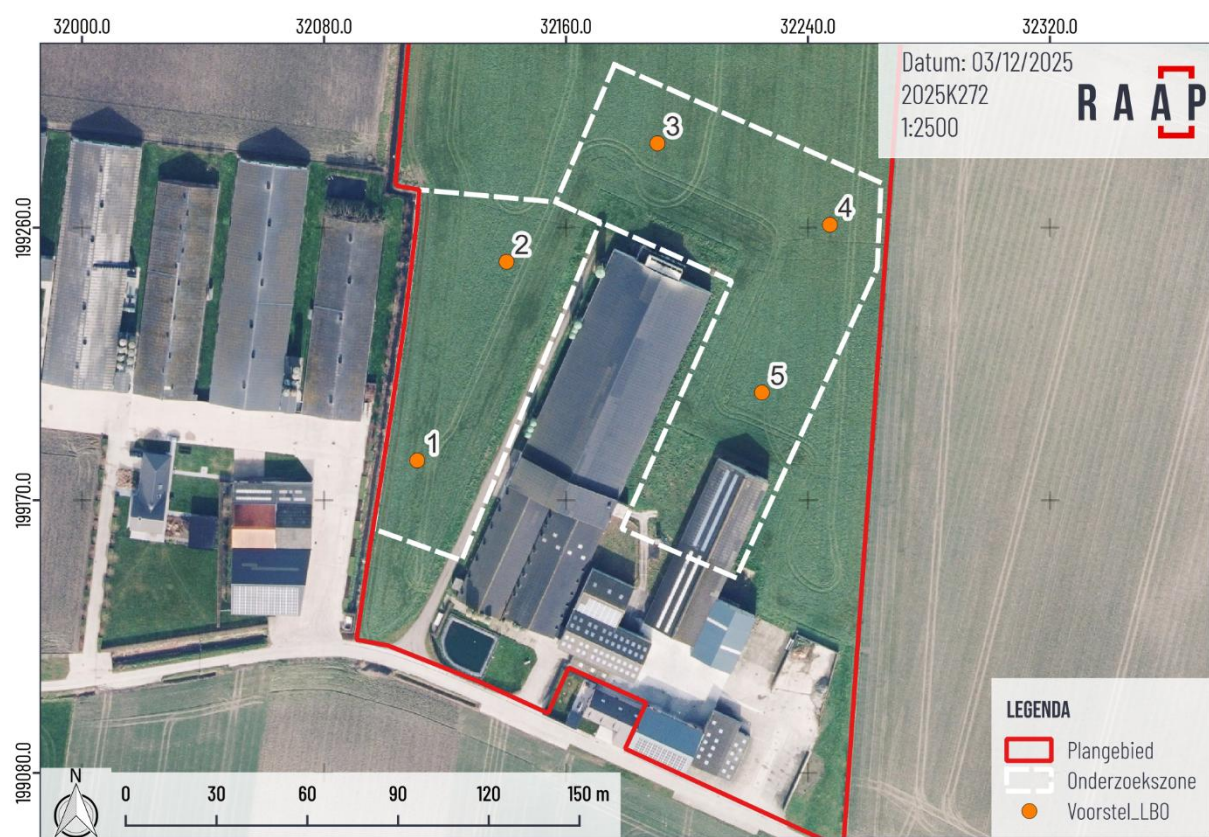 32000.0 32080.0 32160.0 32240.0 32320.0
Datum: 03/12/2025
2025K272
1:2500
RAAP
199260.0
199170.0
199080.0
3
4
2
5
1
LEGENDA
Plangebied
Onderzoekszone
Voorstel_LBO
N
0 30 60 90 120 150 m